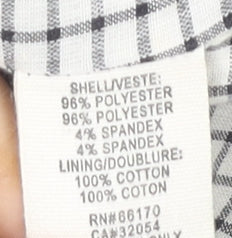 SHELL/VESTE:
96% POLYESTER
96% POLYESTER
4% SPANDEX
4% SPANDEX
LINING/DOUBLURE:
100% COTTON
100% COTON
RN#66170
CA#32054
ONLY